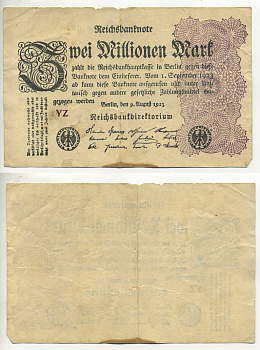 Reichsbanknote
Zwei Millionen Mark
zahlt die Reichsbankhauptkasse in Berlin gegen diese
Banknote dem Einlieferer. Vom 1. September 1923
ab kann diese Banknote aufgerufen und unter Um-
tausch gegen andere gesetzliche Zahlungsmittel ein-
gezogen werden
Berlin, den 9. August 1923
Reichsbankdirektorium
YZ